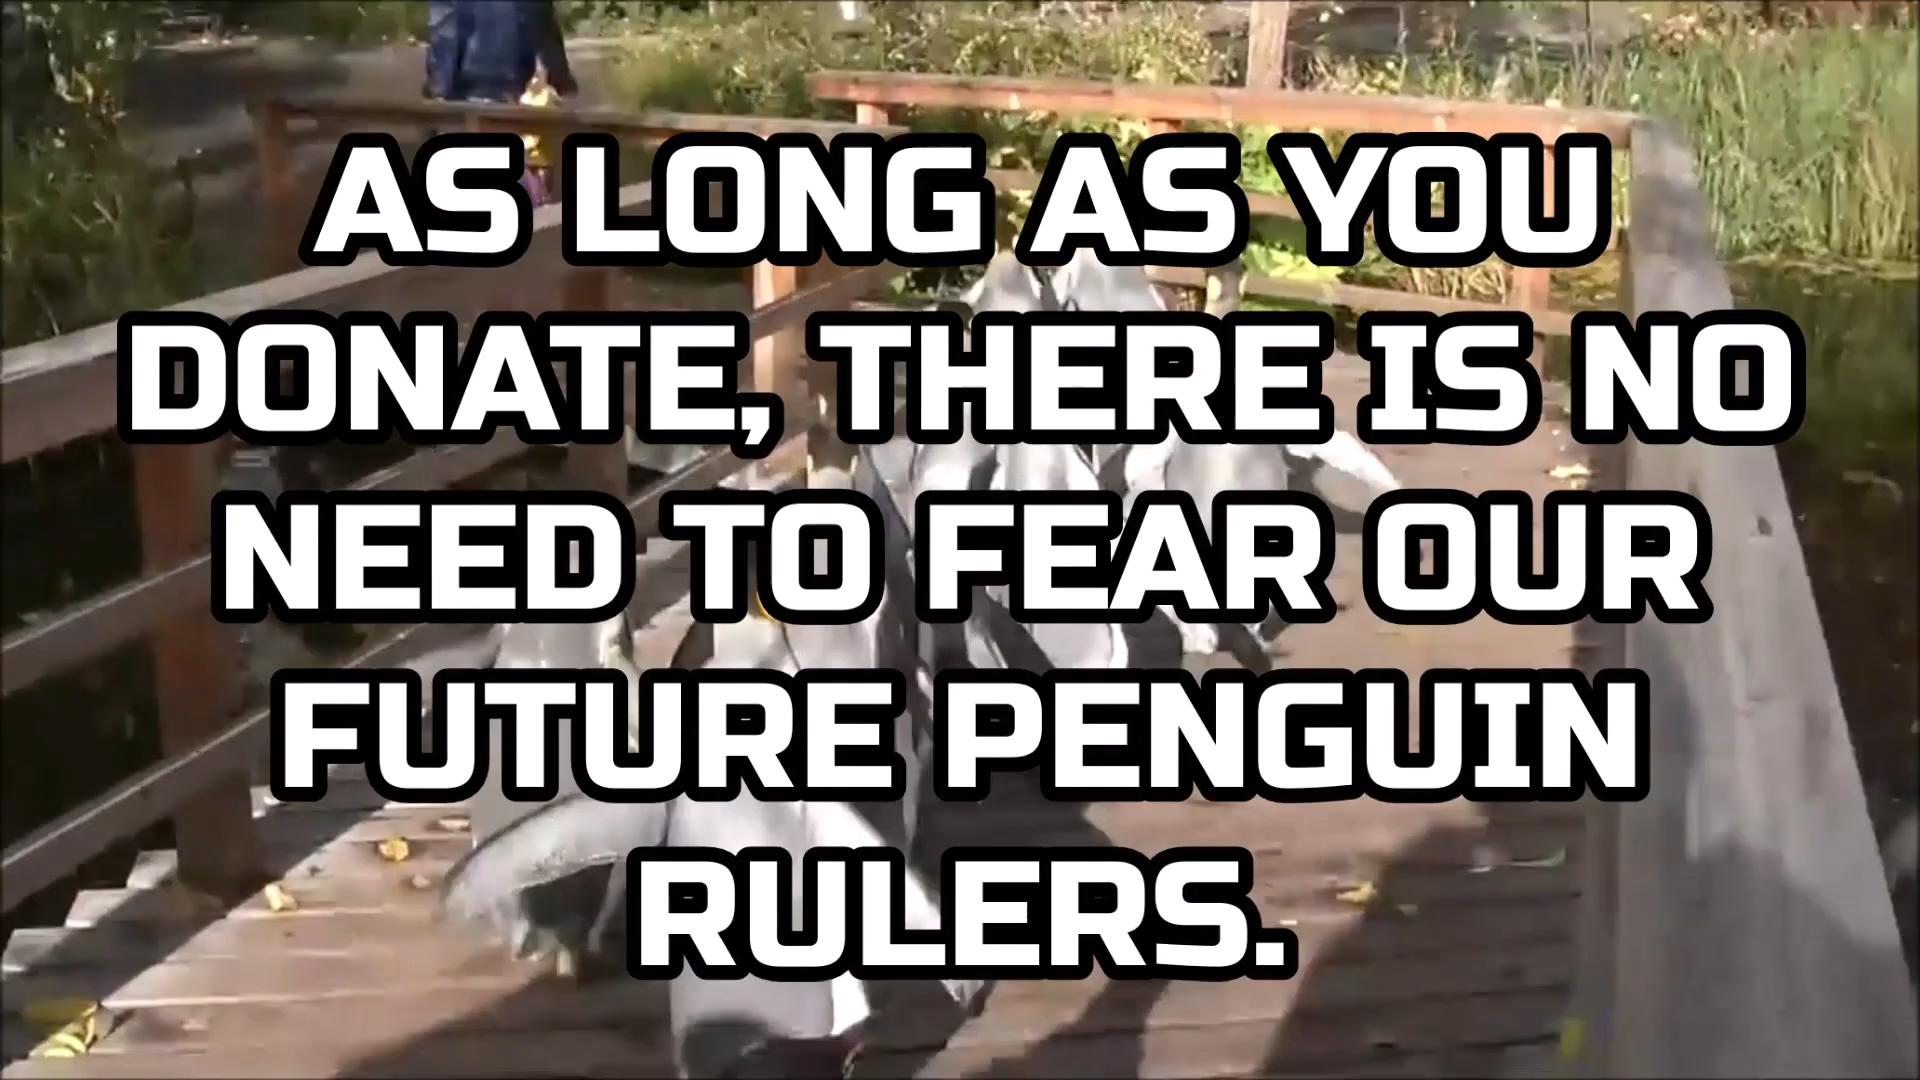 AS LONG AS YOU
DONATE, THERE IS NO
NEED TO FEAR OUR
FUTURE PENGUIN
RULERS.